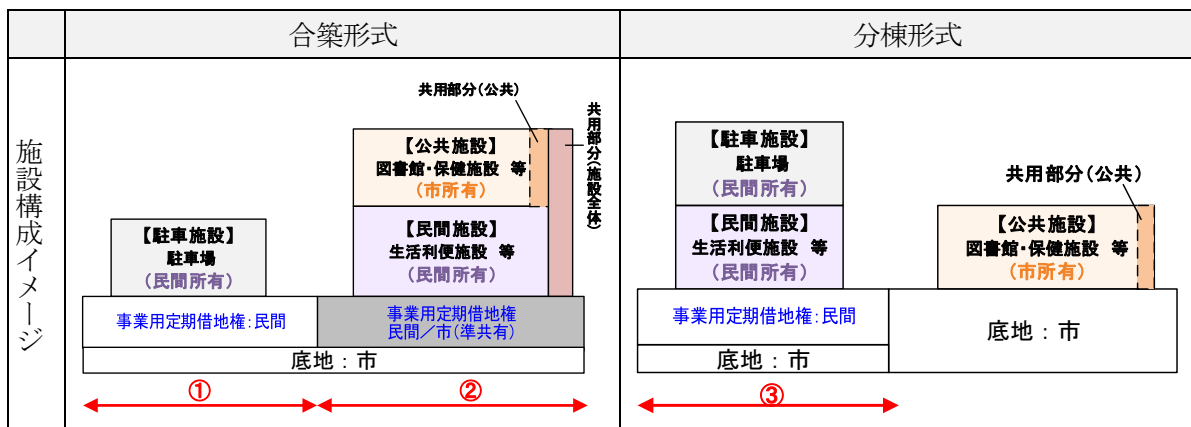 合築形式
分棟形式
施設構成イメージ
共用部分(公共)
共用部分(施設全体)
【公共施設】
図書館・保健施設 等
(市所有)
【駐車施設】
駐車場
(民間所有)
【民間施設】
生活利便施設 等
(民間所有)
事業用定期借地権：民間
事業用定期借地権
民間／市(準共有)
底地：市
①
②
【駐車施設】
駐車場
(民間所有)
【民間施設】
生活利便施設 等
(民間所有)
共用部分(公共)
【公共施設】
図書館・保健施設 等
(市所有)
事業用定期借地権：民間
底地：市
底地：市
③